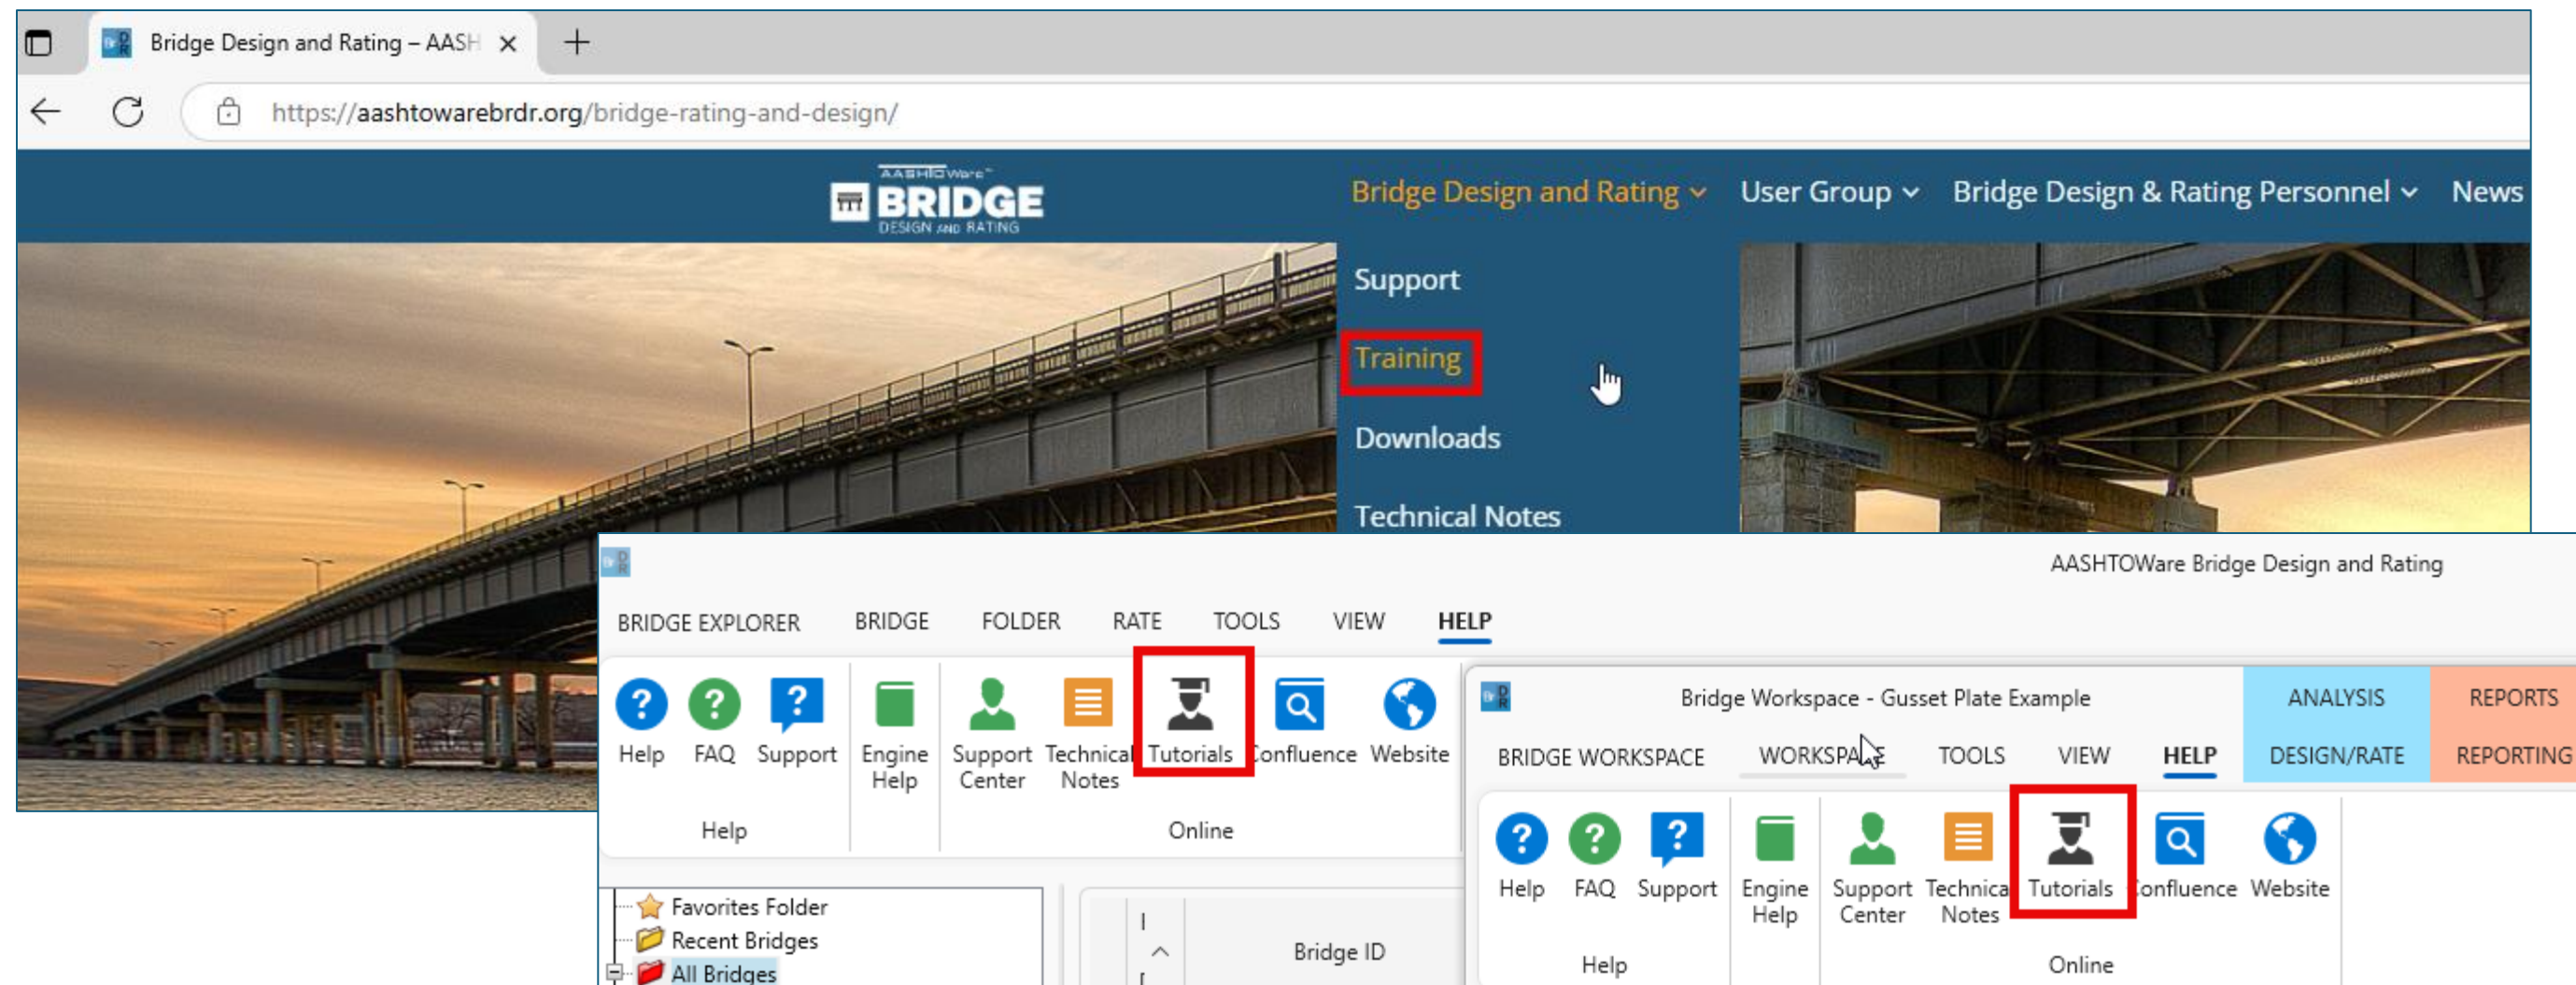 Bridge Design and Rating – AASH
https://aashtowarebrdr.org/bridge-rating-and-design/
AASHTOWare™
BRIDGE
DESIGN AND RATING
Bridge Design and Rating
User Group
Bridge Design & Rating Personnel
News
Support
Training
Downloads
Technical Notes
AASHTOWare Bridge Design and Rating
BRIDGE EXPLORER BRIDGE FOLDER RATE TOOLS VIEW HELP
Help FAQ Support Engine Help Support Center Technical Notes Tutorials Confluence Website
Help Online
Favorites Folder
Recent Bridges
All Bridges
Bridge ID
Bridge Workspace - Gusset Plate Example
ANALYSIS REPORTS
BRIDGE WORKSPACE WORKSPACE TOOLS VIEW HELP DESIGN/RATE REPORTING
Help FAQ Support Engine Help Support Center Technica Notes Tutorials onfluence Website
Help Online